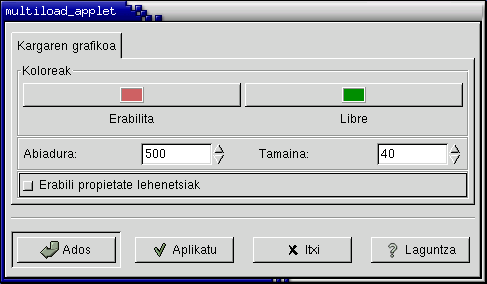 multiload_applet
Kargaren grafikoa
Koloreak
Erabilita Libre
Abiadura: 500 Tamaina: 40
Erabili propietate lehenetsiak
Ados Aplikatu Itxi Laguntza